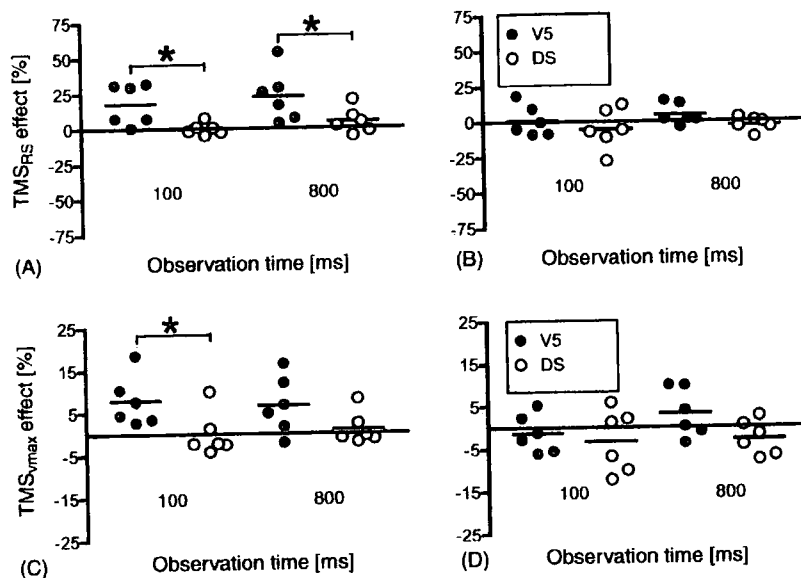 75
50
25
0
-25
-50
-75
TMSRS effect [%]
*
*
100
800
(A)
Observation time [ms]
75
50
25
0
-25
-50
-75
V5
DS
100
800
(B)
Observation time [ms]
25
15
5
-5
-15
-25
TMSvmax effect [%]
*
100
800
(C)
Observation time [ms]
25
15
5
-5
-15
-25
V5
DS
100
800
(D)
Observation time [ms]